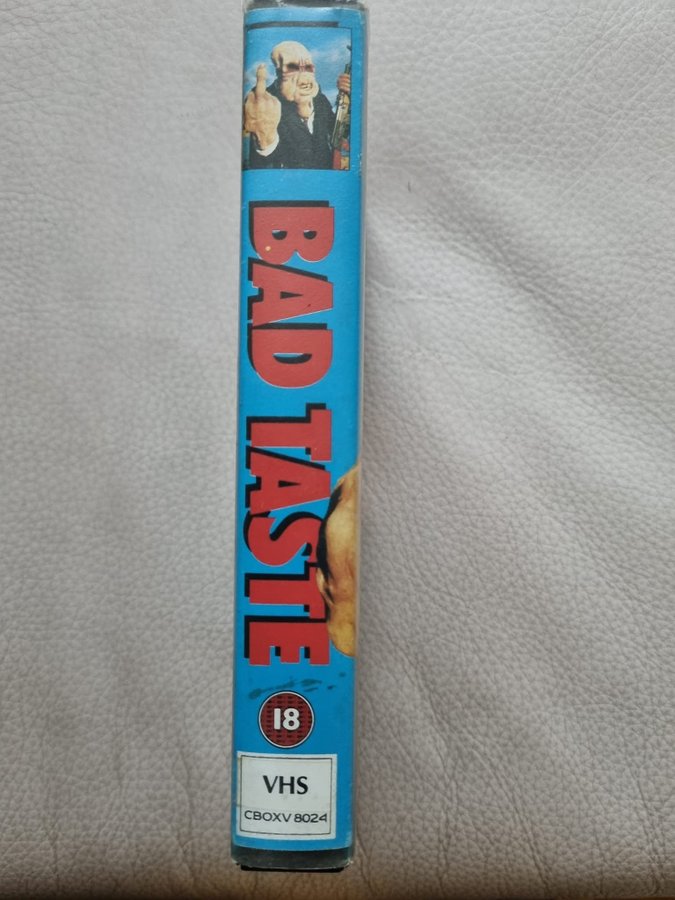 BAD TASTE
18
VHS
CBOXV 8024